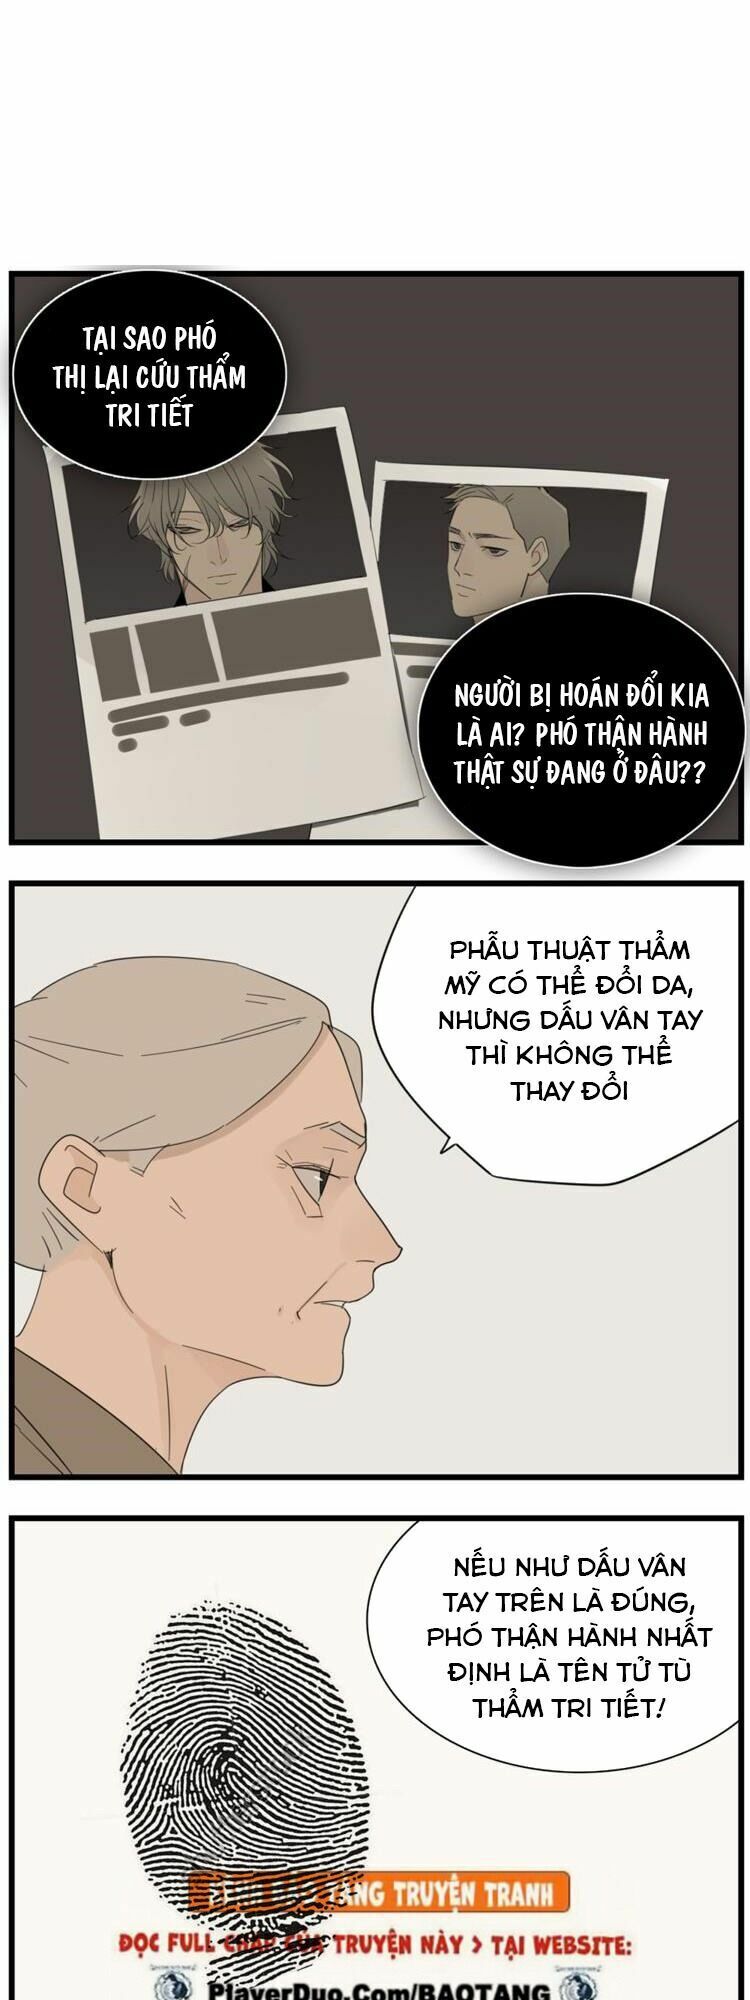 TẠI SAO PHÓ
THỊ LẠI CỨU THẨM
TRI TIẾT
NGƯỜI BỊ HOÁN ĐỔI KIA
LÀ AI? PHÓ THẬN HÀNH
THẬT SỰ ĐANG Ở ĐÂU??
PHẪU THUẬT THẨM
MỸ CÓ THỂ ĐỔI DA,
NHƯNG DẤU VÂN TAY
THÌ KHÔNG THỂ
THAY ĐỔI
NẾU NHƯ DẤU VÂN
TAY TRÊN LÀ ĐÚNG,
PHÓ THẬN HÀNH NHẤT
ĐỊNH LÀ TÊN TỬ TÙ
THẨM TRI TIẾT!
TÀNG TRUYỆN TRANH
ĐỌC FULL CHAP CỦA TRUYỆN NÀY > TẠI WEBSITE:
PlayerDuo.Com/BAOTANG